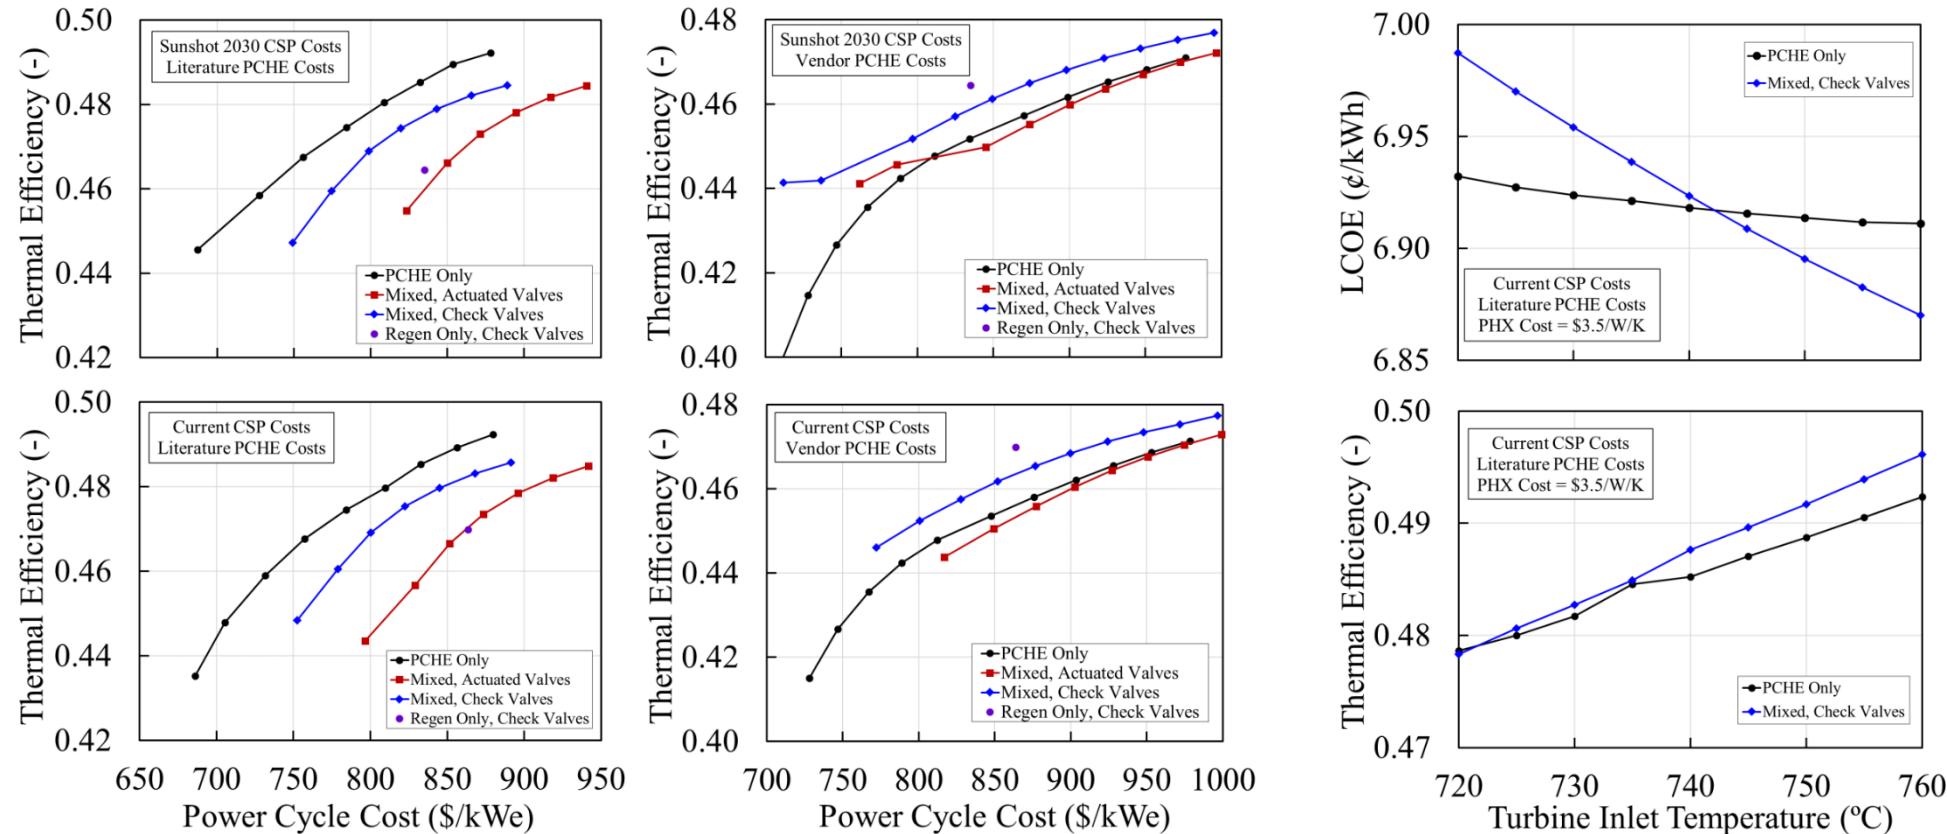 0.50
0.48
0.46
0.44
0.42
Thermal Efficiency (-)
Sunshot 2030 CSP Costs
Literature PCHE Costs
PCHE Only
Mixed, Actuated Valves
Mixed, Check Valves
Regen Only, Check Valves
0.48
0.46
0.44
0.42
0.40
Thermal Efficiency (-)
Sunshot 2030 CSP Costs
Vendor PCHE Costs
PCHE Only
Mixed, Actuated Valves
Mixed, Check Valves
Regen Only, Check Valves
7.00
6.95
6.90
6.85
LCOE (¢/kWh)
PCHE Only
Mixed, Check Valves
Current CSP Costs
Literature PCHE Costs
PHX Cost = $3.5/W/K
0.50
0.48
0.46
0.44
0.42
Thermal Efficiency (-)
Current CSP Costs
Literature PCHE Costs
PCHE Only
Mixed, Actuated Valves
Mixed, Check Valves
Regen Only, Check Valves
650 700 750 800 850 900 950
Power Cycle Cost ($/kWe)
0.48
0.46
0.44
0.42
0.40
Thermal Efficiency (-)
Current CSP Costs
Vendor PCHE Costs
PCHE Only
Mixed, Actuated Valves
Mixed, Check Valves
Regen Only, Check Valves
700 750 800 850 900 950 1000
Power Cycle Cost ($/kWe)
0.50
0.49
0.48
0.47
Thermal Efficiency (-)
Current CSP Costs
Literature PCHE Costs
PHX Cost = $3.5/W/K
PCHE Only
Mixed, Check Valves
720 730 740 750 760
Turbine Inlet Temperature (ºC)